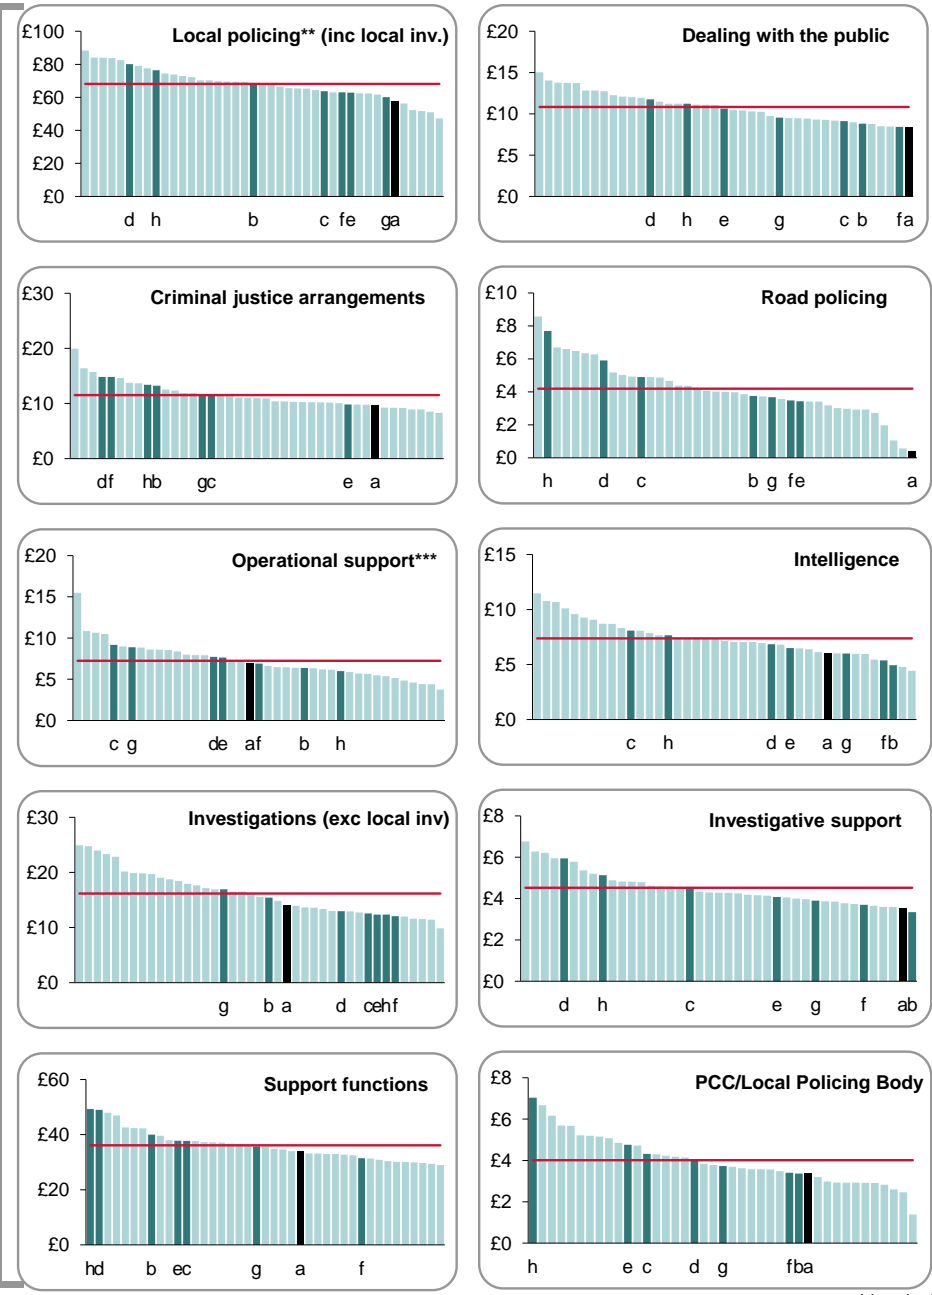 Local policing** (inc local inv.)
£100
£80
£60
£40
£20
£0
d h b c fe ga
Dealing with the public
£20
£15
£10
£5
£0
d h e g c b fa
Criminal justice arrangements
£30
£20
£10
£0
df hb gc e a
Road policing
£10
£8
£6
£4
£2
£0
h d c b g fe a
Operational support***
£20
£15
£10
£5
£0
c g de af b h
Intelligence
£15
£10
£5
£0
c h d e a g fb
Investigations (exc local inv)
£30
£20
£10
£0
g b a d cehf
Investigative support
£8
£6
£4
£2
£0
d h c e g f ab
Support functions
£60
£40
£20
£0
hd b ec g a f
PCC/Local Policing Body
£8
£6
£4
£2
£0
h e c d g fba